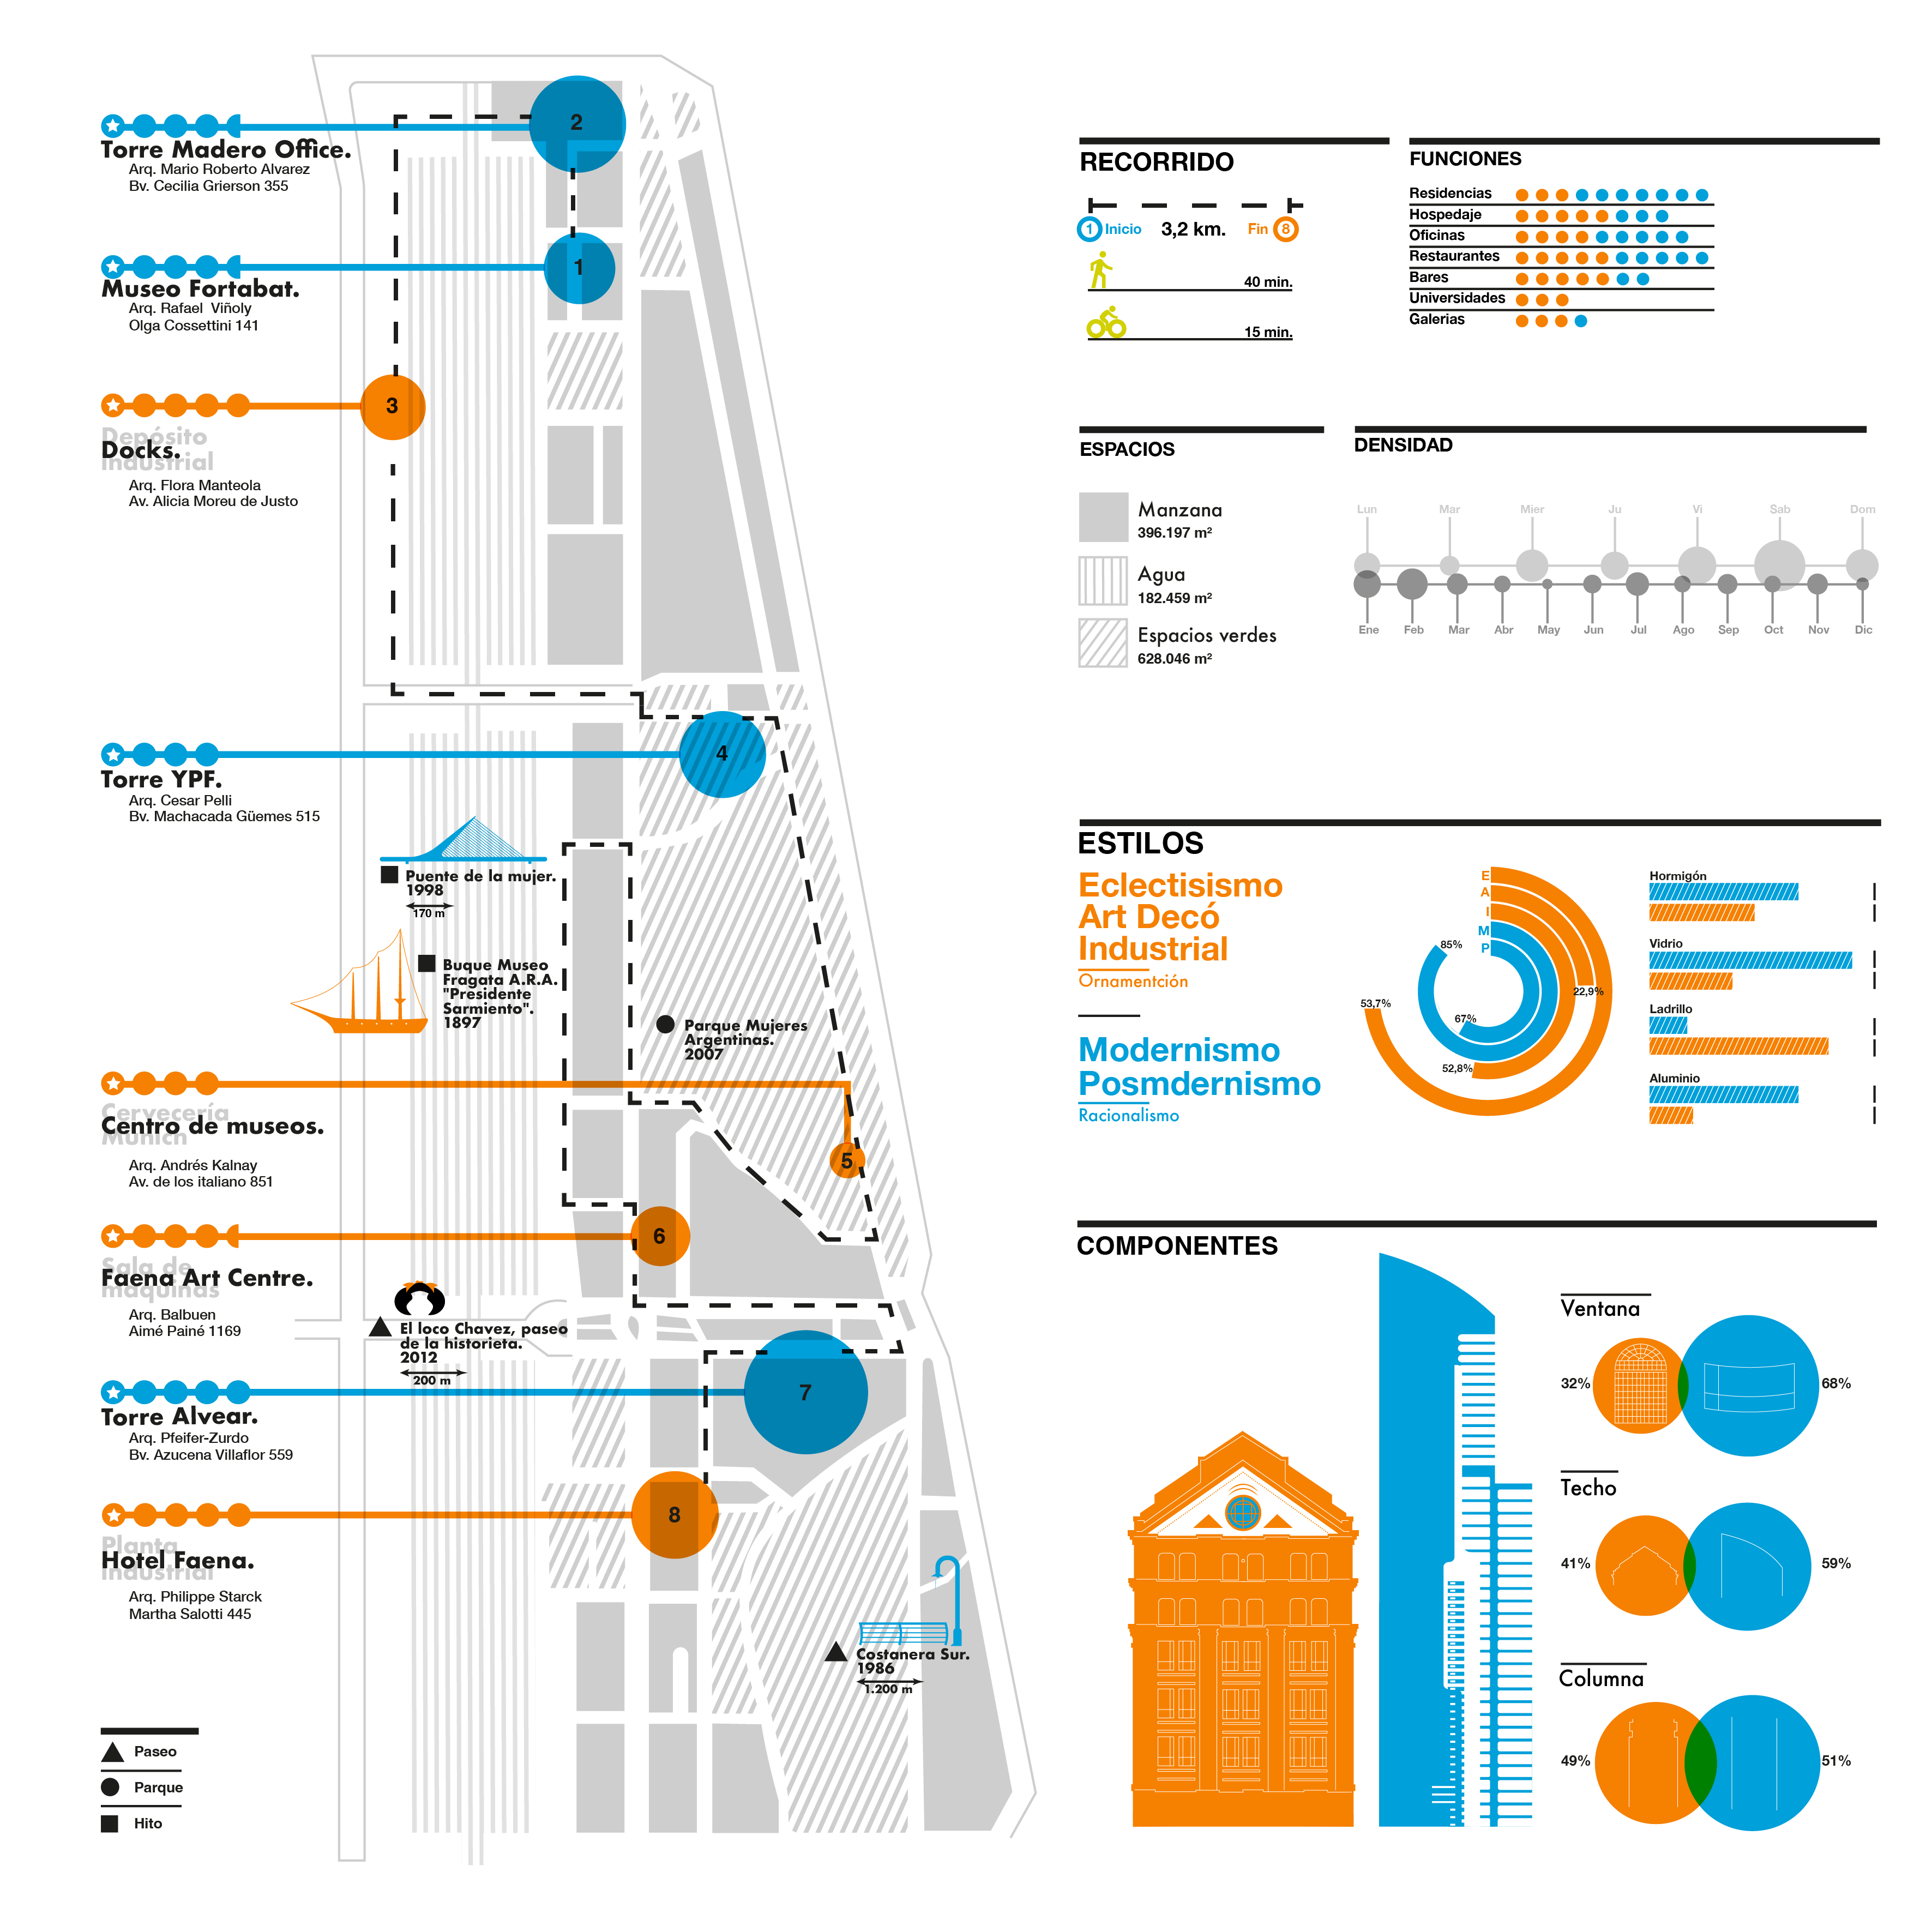 2
Torre Madero Office.
Arq. Mario Roberto Alvarez
Bv. Cecilia Grierson 355
1
Museo Fortabat.
Arq. Rafael Viñoly
Olga Cossettini 141
3
Depósito
Docks.
industrial
Arq. Flora Manteola
Av. Alicia Moreu de Justo
4
Torre YPF.
Arq. Cesar Pelli
Bv. Machacada Güemes 515
Puente de la mujer.
1998
170 m
Buque Museo
Fragata A.R.A.
"Presidente
Sarmiento".
1897
Parque Mujeres
Argentinas.
2007
Cervecería
Centro de museos.
Munich
Arq. Andrés Kalnay
Av. de los italiano 851
5
6
Sala de
Faena Art Centre.
maquinas
Arq. Balbuen
Aimé Painé 1169
El loco Chavez, paseo
de la historieta.
2012
200 m
7
Torre Alvear.
Arq. Pfeifer-Zurdo
Bv. Azucena Villaflor 559
8
Planta
Hotel Faena.
industrial
Arq. Philippe Starck
Martha Salotti 445
Costanera Sur.
1986
1.200 m
Paseo
Parque
Hito
RECORRIDO
1 Inicio 3,2 km. Fin 8
40 min.
15 min.
FUNCIONES
Residencias
Hospedaje
Oficinas
Restaurantes
Bares
Universidades
Galerias
ESPACIOS
Manzana
396.197 m²
Agua
182.459 m²
Espacios verdes
628.046 m²
DENSIDAD
Lun Mar Mier Ju Vi Sab Dom
Ene Feb Mar Abr May Jun Jul Ago Sep Oct Nov Dic
ESTILOS
Eclectisismo
Art Decó
Industrial
Ornamentción
Modernismo
Posmdernismo
Racionalismo
E
A
I
M
P
85%
22,9%
53,7%
67%
52,8%
Hormigón
Vidrio
Ladrillo
Aluminio
COMPONENTES
Ventana
32% 68%
Techo
41% 59%
Columna
49% 51%